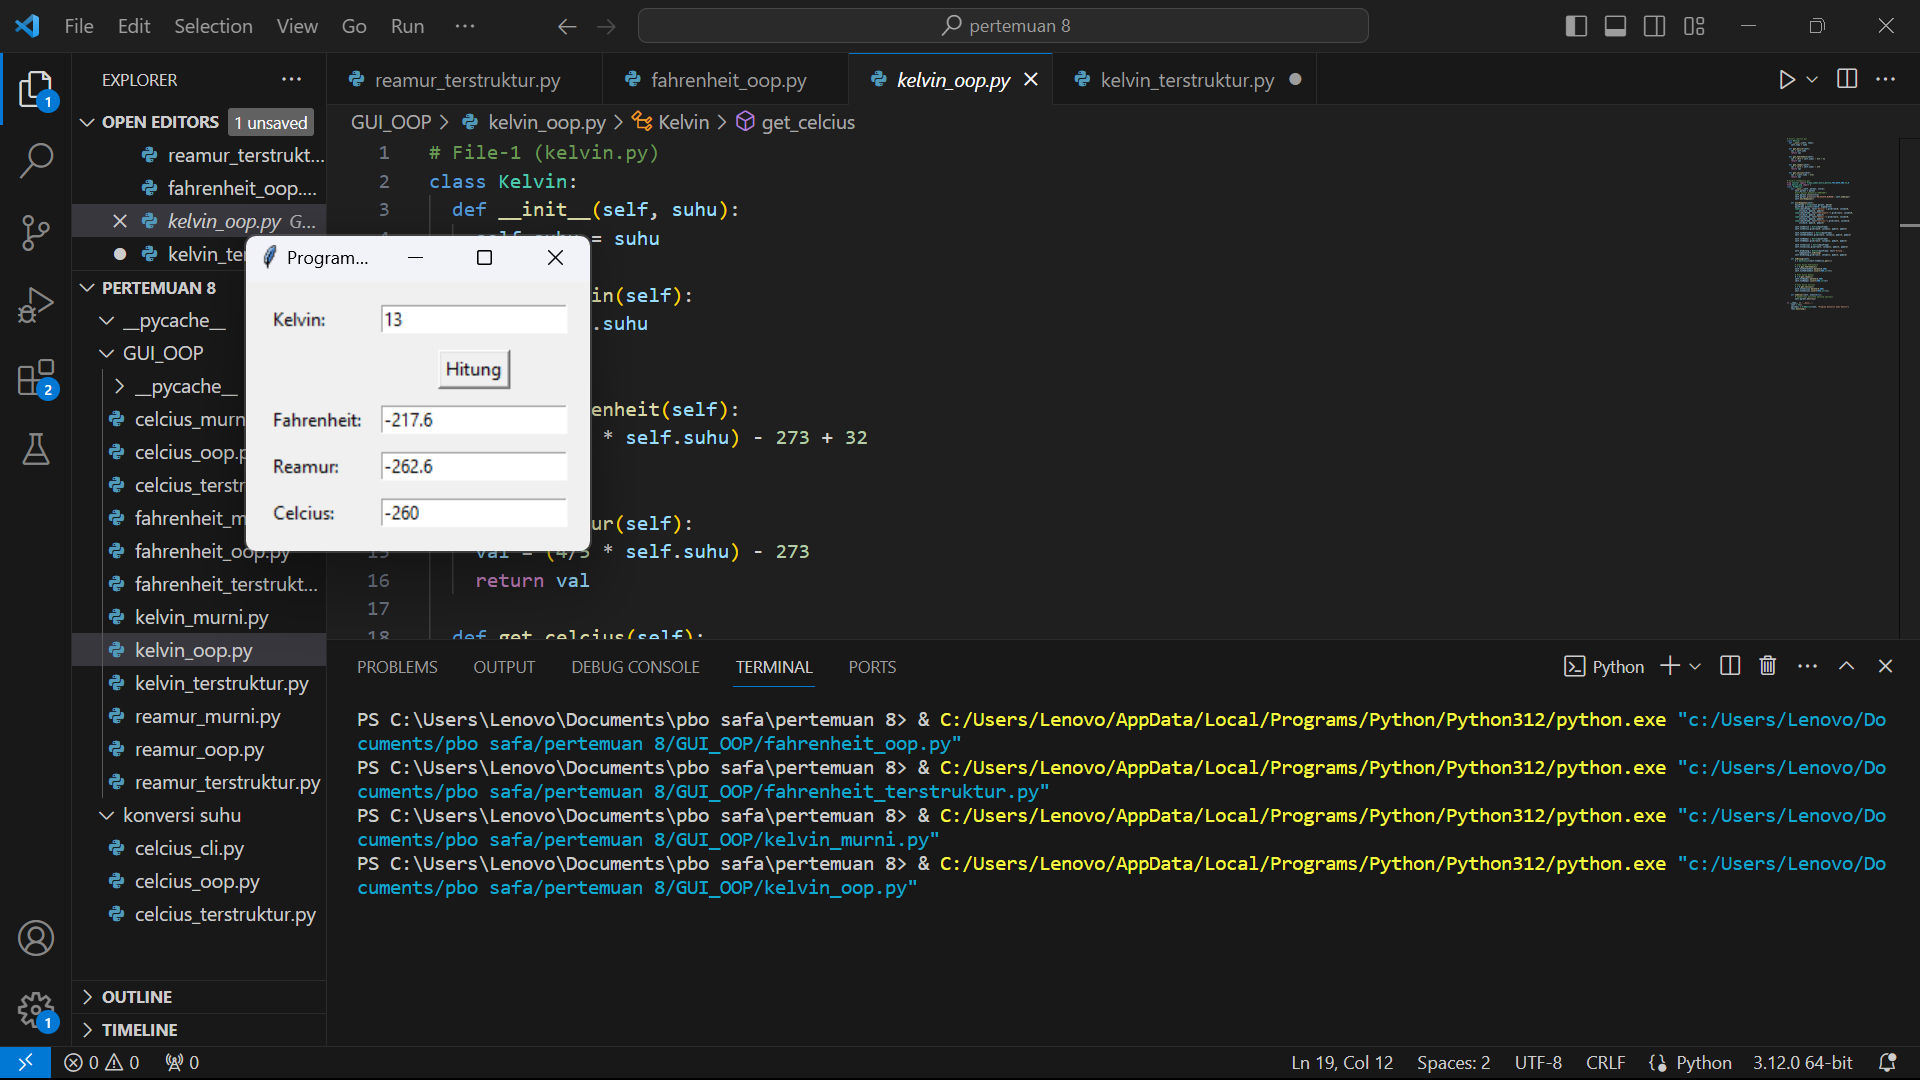 File Edit Selection View Go Run ··· pertemuan 8
EXPLORER ···
reamur_terstruktur.py fahrenheit_oop.py kelvin_oop.py kelvin_terstruktur.py
OPEN EDITORS 1 unsaved
reamur_terstrukt...
fahrenheit_oop....
kelvin_oop.py G...
kelvin_te
PERTEMUAN 8
__pycache__
GUI_OOP
__pycache__
celcius_murn
celcius_oop.p
celcius_terstr
fahrenheit_m
fahrenheit_oop.py
fahrenheit_terstrukt...
kelvin_murni.py
kelvin_oop.py
kelvin_terstruktur.py
reamur_murni.py
reamur_oop.py
reamur_terstruktur.py
konversi suhu
celcius_cli.py
celcius_oop.py
celcius_terstruktur.py
OUTLINE
TIMELINE
GUI_OOP > kelvin_oop.py > Kelvin > get_celcius
1 # File-1 (kelvin.py)
2 class Kelvin:
3 def __init__(self, suhu):
4 self.suhu = suhu
in(self):
.suhu
enheit(self):
* self.suhu) - 273 + 32
ur(self):
15 val = (4/5 * self.suhu) - 273
16 return val
17
18 def get_celcius(self):
Program...
Kelvin: 13
Hitung
Fahrenheit: -217.6
Reamur: -262.6
Celcius: -260
PROBLEMS OUTPUT DEBUG CONSOLE TERMINAL PORTS Python
PS C:\Users\Lenovo\Documents\pbo safa\pertemuan 8> & C:/Users/Lenovo/AppData/Local/Programs/Python/Python312/python.exe "c:/Users/Lenovo/Do
cuments/pbo safa/pertemuan 8/GUI_OOP/fahrenheit_oop.py"
PS C:\Users\Lenovo\Documents\pbo safa\pertemuan 8> & C:/Users/Lenovo/AppData/Local/Programs/Python/Python312/python.exe "c:/Users/Lenovo/Do
cuments/pbo safa/pertemuan 8/GUI_OOP/fahrenheit_terstruktur.py"
PS C:\Users\Lenovo\Documents\pbo safa\pertemuan 8> & C:/Users/Lenovo/AppData/Local/Programs/Python/Python312/python.exe "c:/Users/Lenovo/Do
cuments/pbo safa/pertemuan 8/GUI_OOP/kelvin_murni.py"
PS C:\Users\Lenovo\Documents\pbo safa\pertemuan 8> & C:/Users/Lenovo/AppData/Local/Programs/Python/Python312/python.exe "c:/Users/Lenovo/Do
cuments/pbo safa/pertemuan 8/GUI_OOP/kelvin_oop.py"
1
2
1
0 0 0 Ln 19, Col 12 Spaces: 2 UTF-8 CRLF Python 3.12.0 64-bit